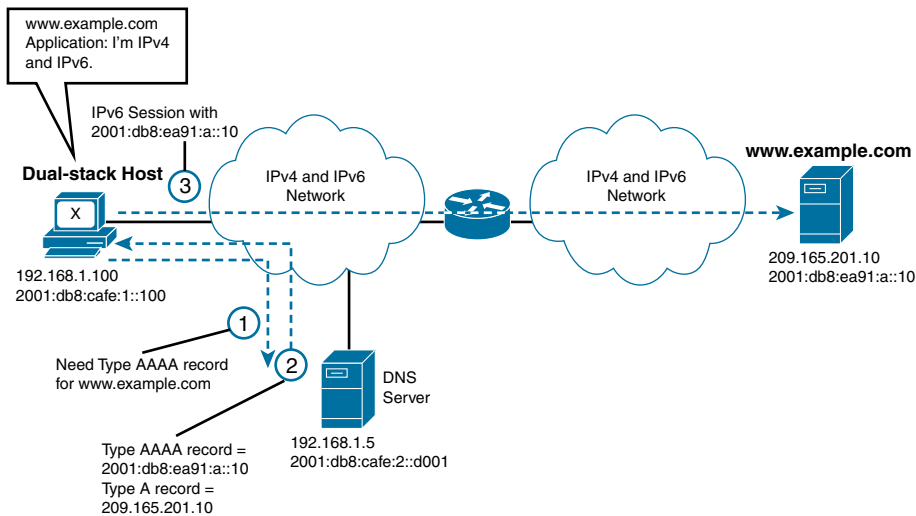 www.example.com
Application: I'm IPv4
and IPv6.
IPv6 Session with
2001:db8:ea91:a::10
Dual-stack Host
3
X
192.168.1.100
2001:db8:cafe:1::100
IPv4 and IPv6
Network
IPv4 and IPv6
Network
www.example.com
209.165.201.10
2001:db8:ea91:a::10
1
Need Type AAAA record
for www.example.com
2
DNS
Server
192.168.1.5
2001:db8:cafe:2::d001
Type AAAA record =
2001:db8:ea91:a::10
Type A record =
209.165.201.10